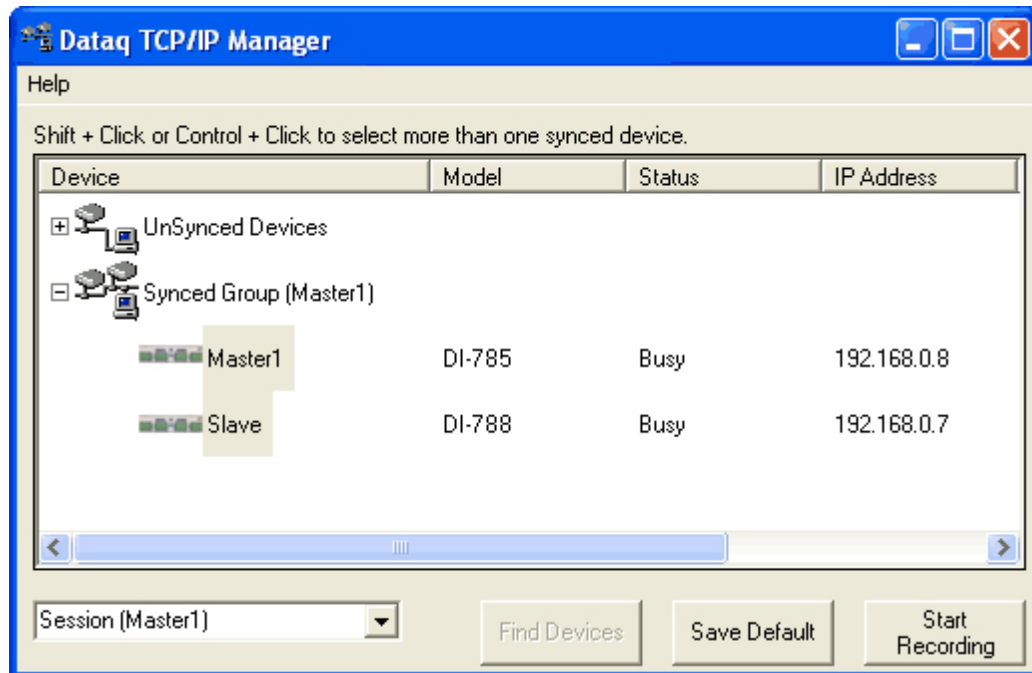 Dataq TCP/IP Manager
Help
Shift + Click or Control + Click to select more than one synced device.
Device Model Status IP Address
UnSynced Devices
Synced Group (Master1)
Master1 DI-785 Busy 192.168.0.8
Slave DI-788 Busy 192.168.0.7
Session (Master1) Find Devices Save Default Start
Recording